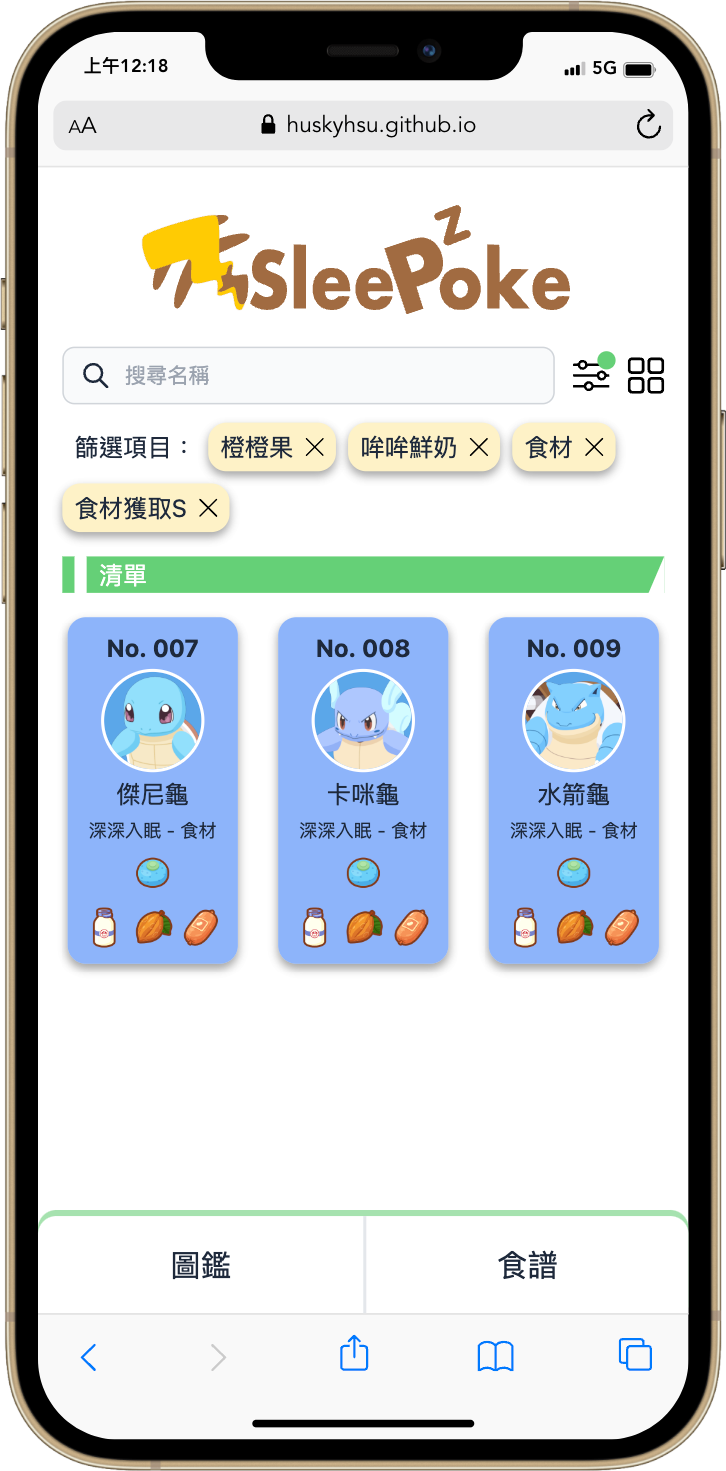 上午12:18 5G
AA huskyhsu.github.io
SleePoke
z
搜尋名稱
篩選項目： 橙橙果 哞哞鮮奶 食材
食材獲取S
清單
No. 007 No. 008 No. 009
傑尼龜 卡咪龜 水箭龜
深深入眠 - 食材 深深入眠 - 食材 深深入眠 - 食材
圖鑑 食譜